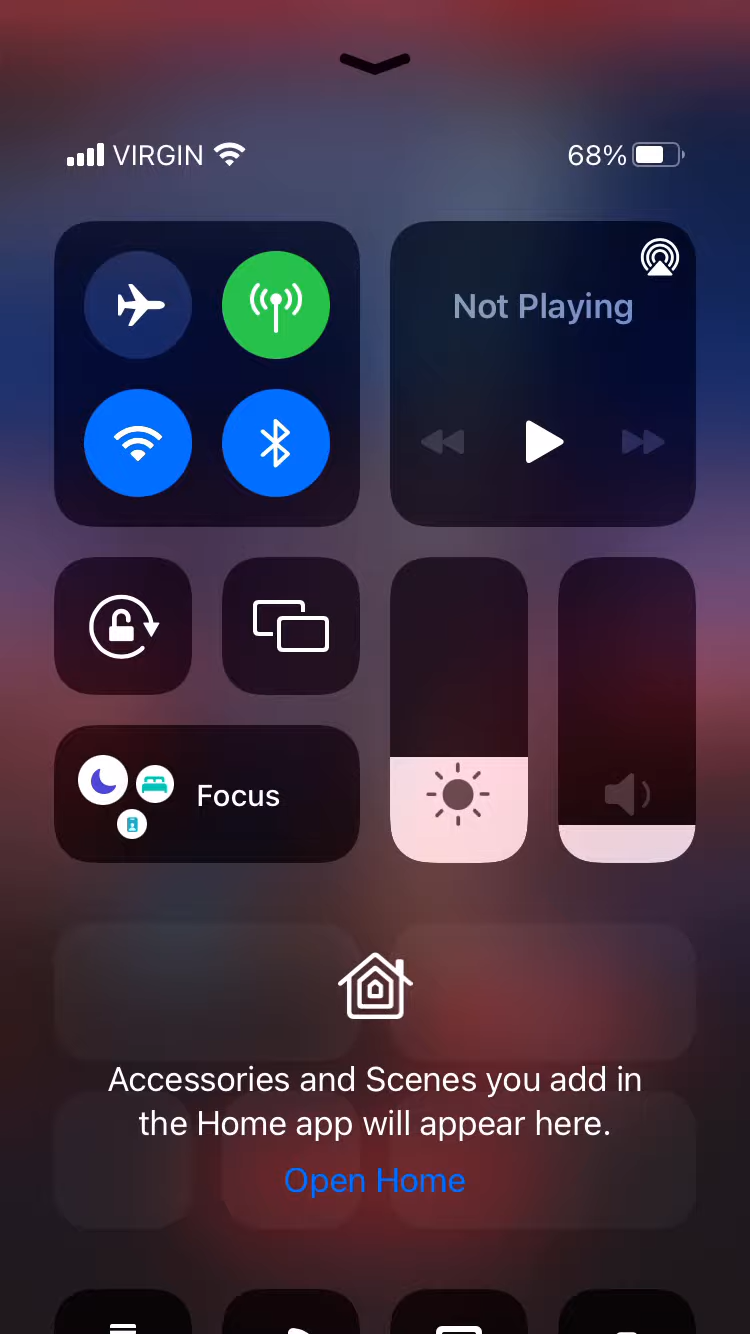 VIRGIN 68%
Not Playing
Focus
Accessories and Scenes you add in
the Home app will appear here.
Open Home